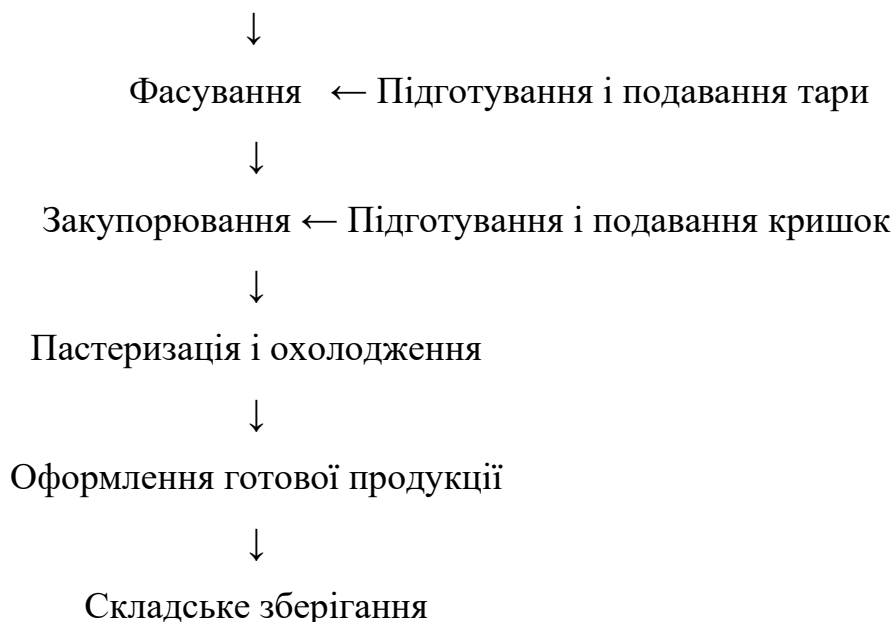 ↓
Фасування ← Підготування і подавання тари
↓
Закупорювання ← Підготування і подавання кришок
↓
Пастеризація і охолодження
↓
Оформлення готової продукції
↓
Складське зберігання